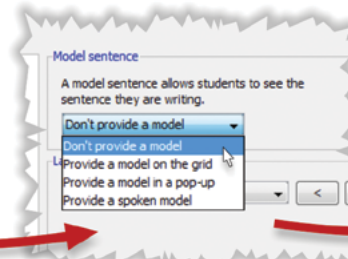 Model sentence
A model sentence allows students to see the
sentence they are writing.
Don't provide a model
Don't provide a model
Provide a model on the grid
Provide a model in a pop-up
Provide a spoken model
<